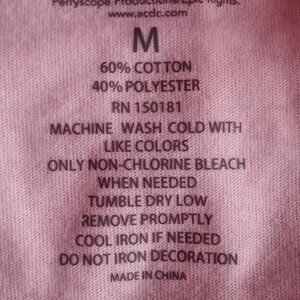 Perryscope Productions/Epic Rights.
www.acdc.com
M
60% COTTON
40% POLYESTER
RN 150181
MACHINE WASH COLD WITH
LIKE COLORS
ONLY NON-CHLORINE BLEACH
WHEN NEEDED
TUMBLE DRY LOW
REMOVE PROMPTLY
COOL IRON IF NEEDED
DO NOT IRON DECORATION
MADE IN CHINA